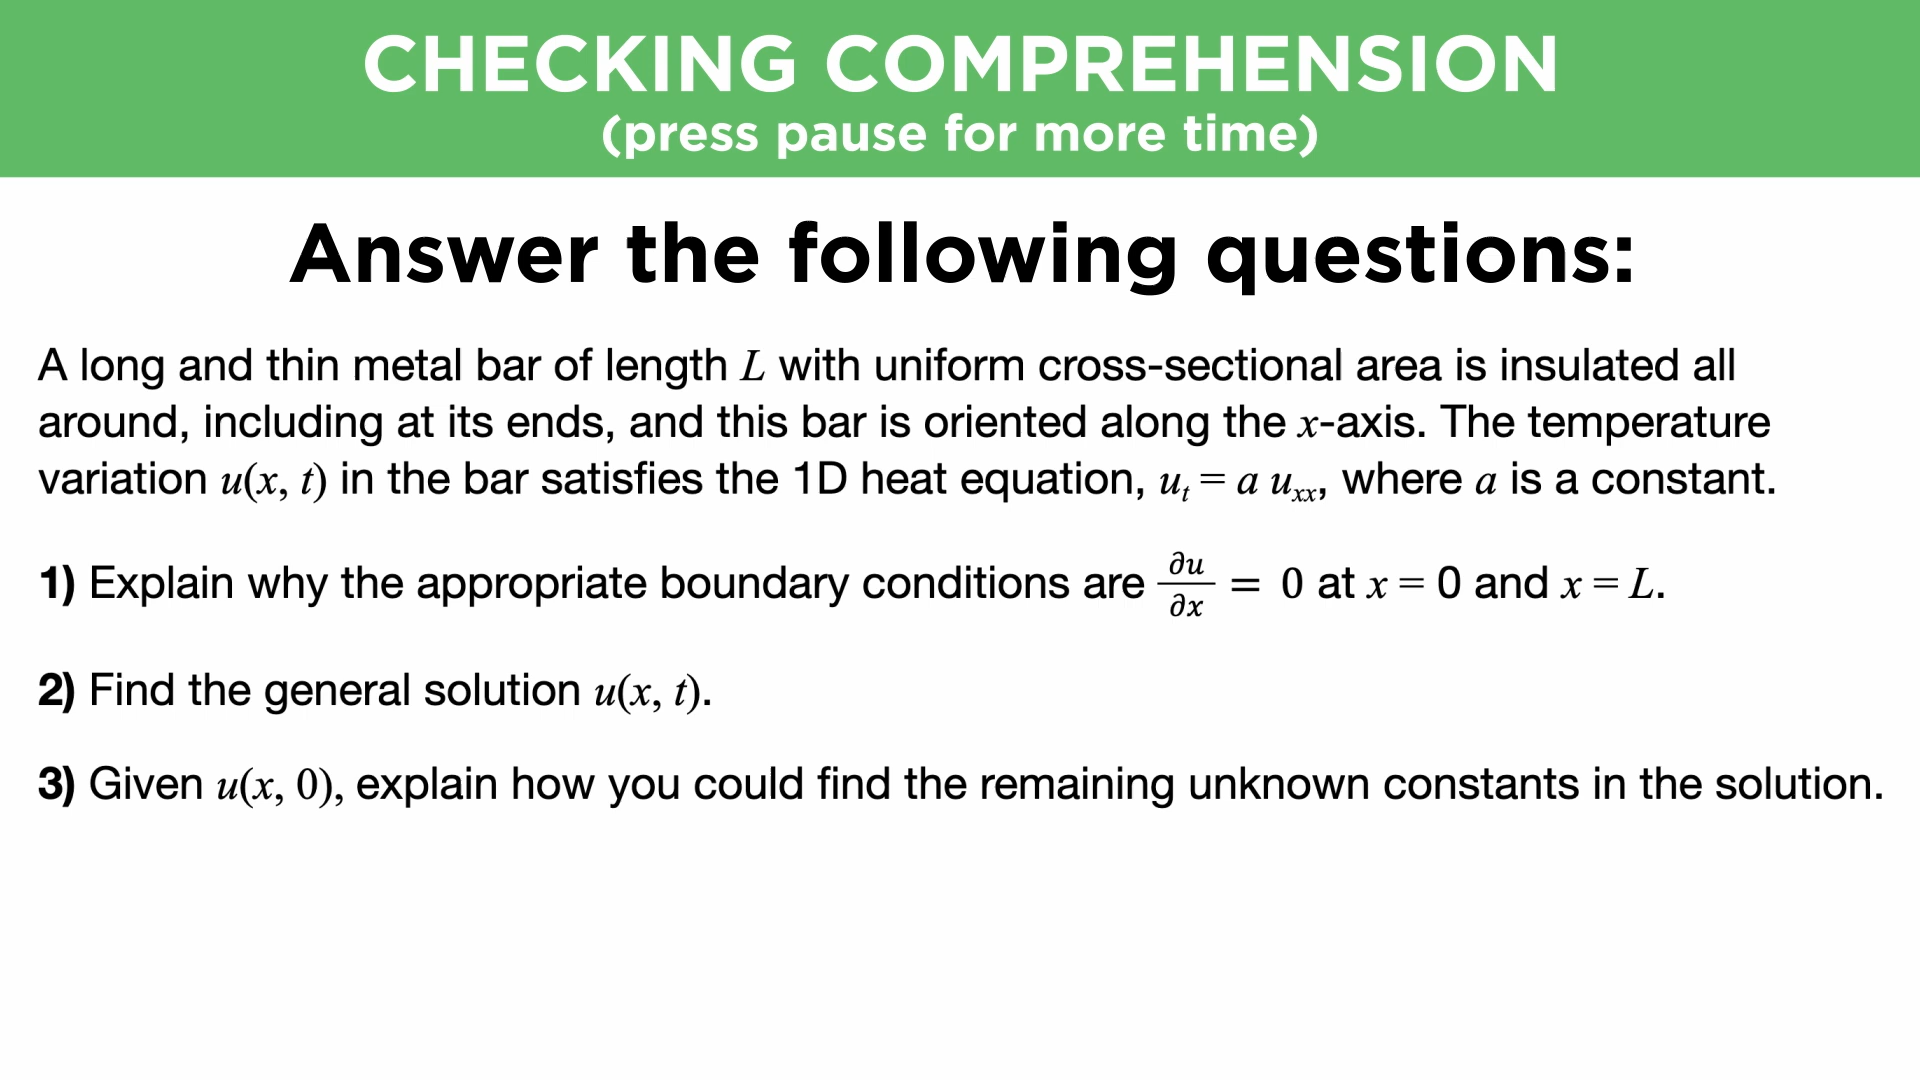 CHECKING COMPREHENSION
(press pause for more time)
Answer the following questions:
A long and thin metal bar of length L with uniform cross-sectional area is insulated all
around, including at its ends, and this bar is oriented along the x-axis. The temperature
variation u(x, t) in the bar satisfies the 1D heat equation, uₜ = a uₓₓ, where a is a constant.
1) Explain why the appropriate boundary conditions are ∂u/∂x = 0 at x = 0 and x = L.
2) Find the general solution u(x, t).
3) Given u(x, 0), explain how you could find the remaining unknown constants in the solution.